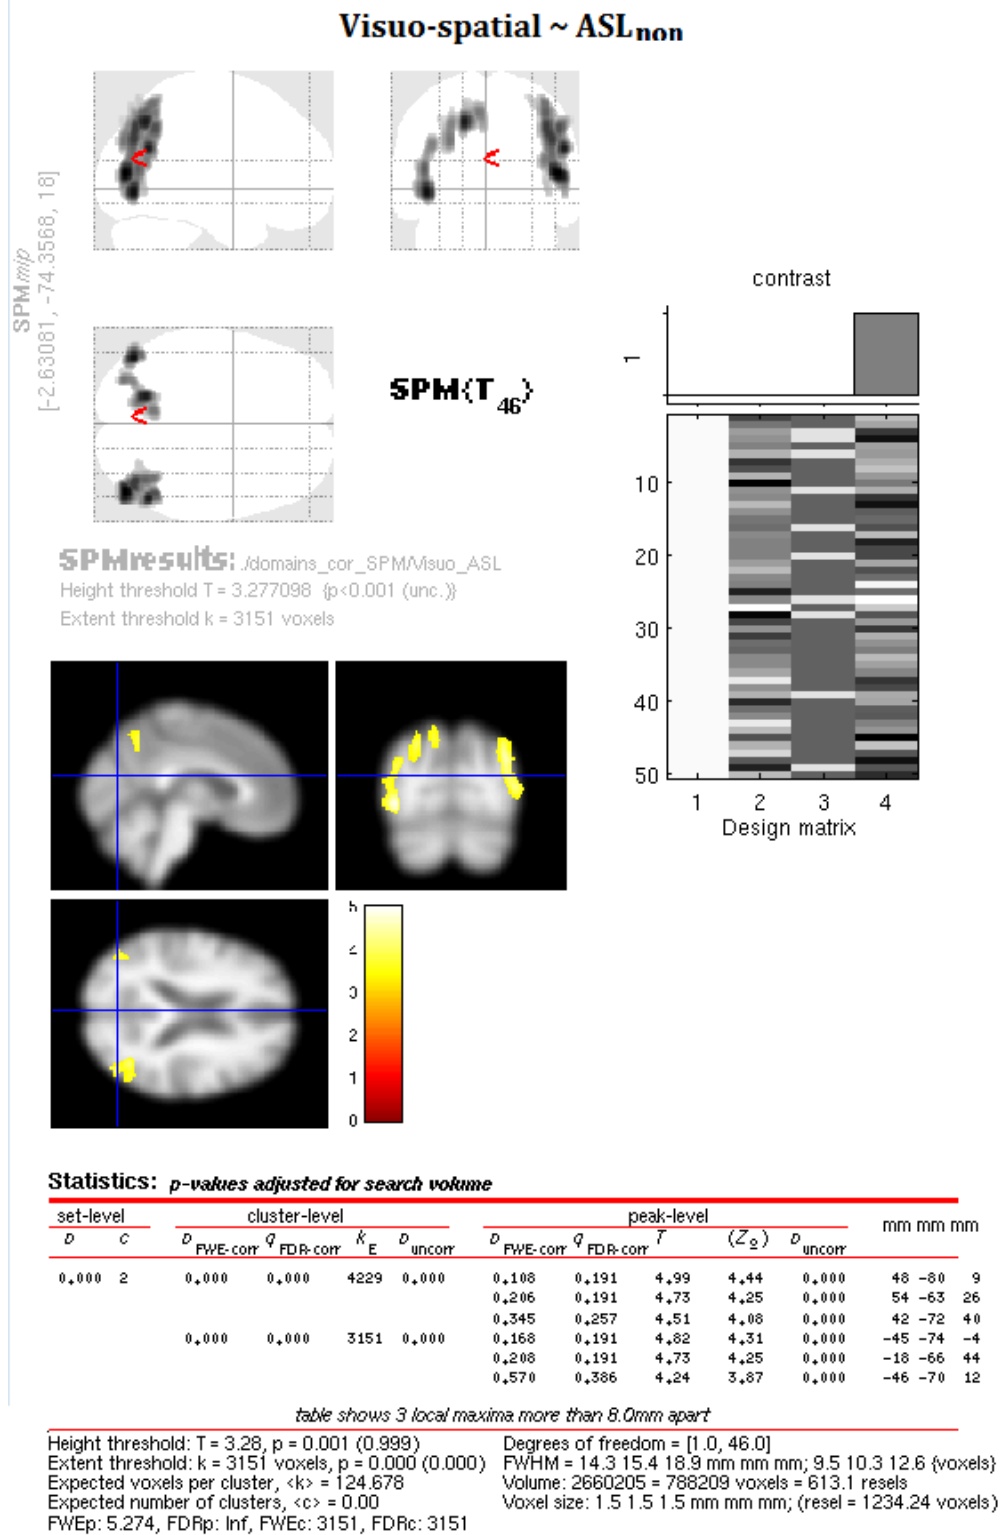 Visuo-spatial ~ ASLnon
SPMmip
[-2.63081, -74.3568, 18]
<
<
<
SPM{T46}
contrast
1
10
20
30
40
50
1 2 3 4
Design matrix
SPMresults: ./domains_cor_SPM/Visuo_ASL
Height threshold T = 3.277098 {p<0.001 (unc.)}
Extent threshold k = 3151 voxels
5
4
3
2
1
0
Statistics: p-values adjusted for search volume
set-level cluster-level peak-level mm mm mm
p c pFWE-corr qFDR-corr kE puncorr pFWE-corr qFDR-corr T (Z≡) puncorr
0.000 2 0.000 0.000 4229 0.000 0.108 0.191 4.99 4.44 0.000 48 -80 9
0.206 0.191 4.73 4.25 0.000 54 -63 26
0.345 0.257 4.51 4.08 0.000 42 -72 40
0.000 0.000 3151 0.000 0.168 0.191 4.82 4.31 0.000 -45 -74 -4
0.208 0.191 4.73 4.25 0.000 -18 -66 44
0.570 0.386 4.24 3.87 0.000 -46 -70 12
table shows 3 local maxima more than 8.0mm apart
Height threshold: T = 3.28, p = 0.001 (0.999)
Extent threshold: k = 3151 voxels, p = 0.000 (0.000)
Expected voxels per cluster, <k> = 124.678
Expected number of clusters, <c> = 0.00
FWEp: 5.274, FDRp: Inf, FWEc: 3151, FDRc: 3151
Degrees of freedom = [1.0, 46.0]
FWHM = 14.3 15.4 18.9 mm mm mm; 9.5 10.3 12.6 {voxels}
Volume: 2660205 = 788209 voxels = 613.1 resels
Voxel size: 1.5 1.5 1.5 mm mm mm; (resel = 1234.24 voxels)